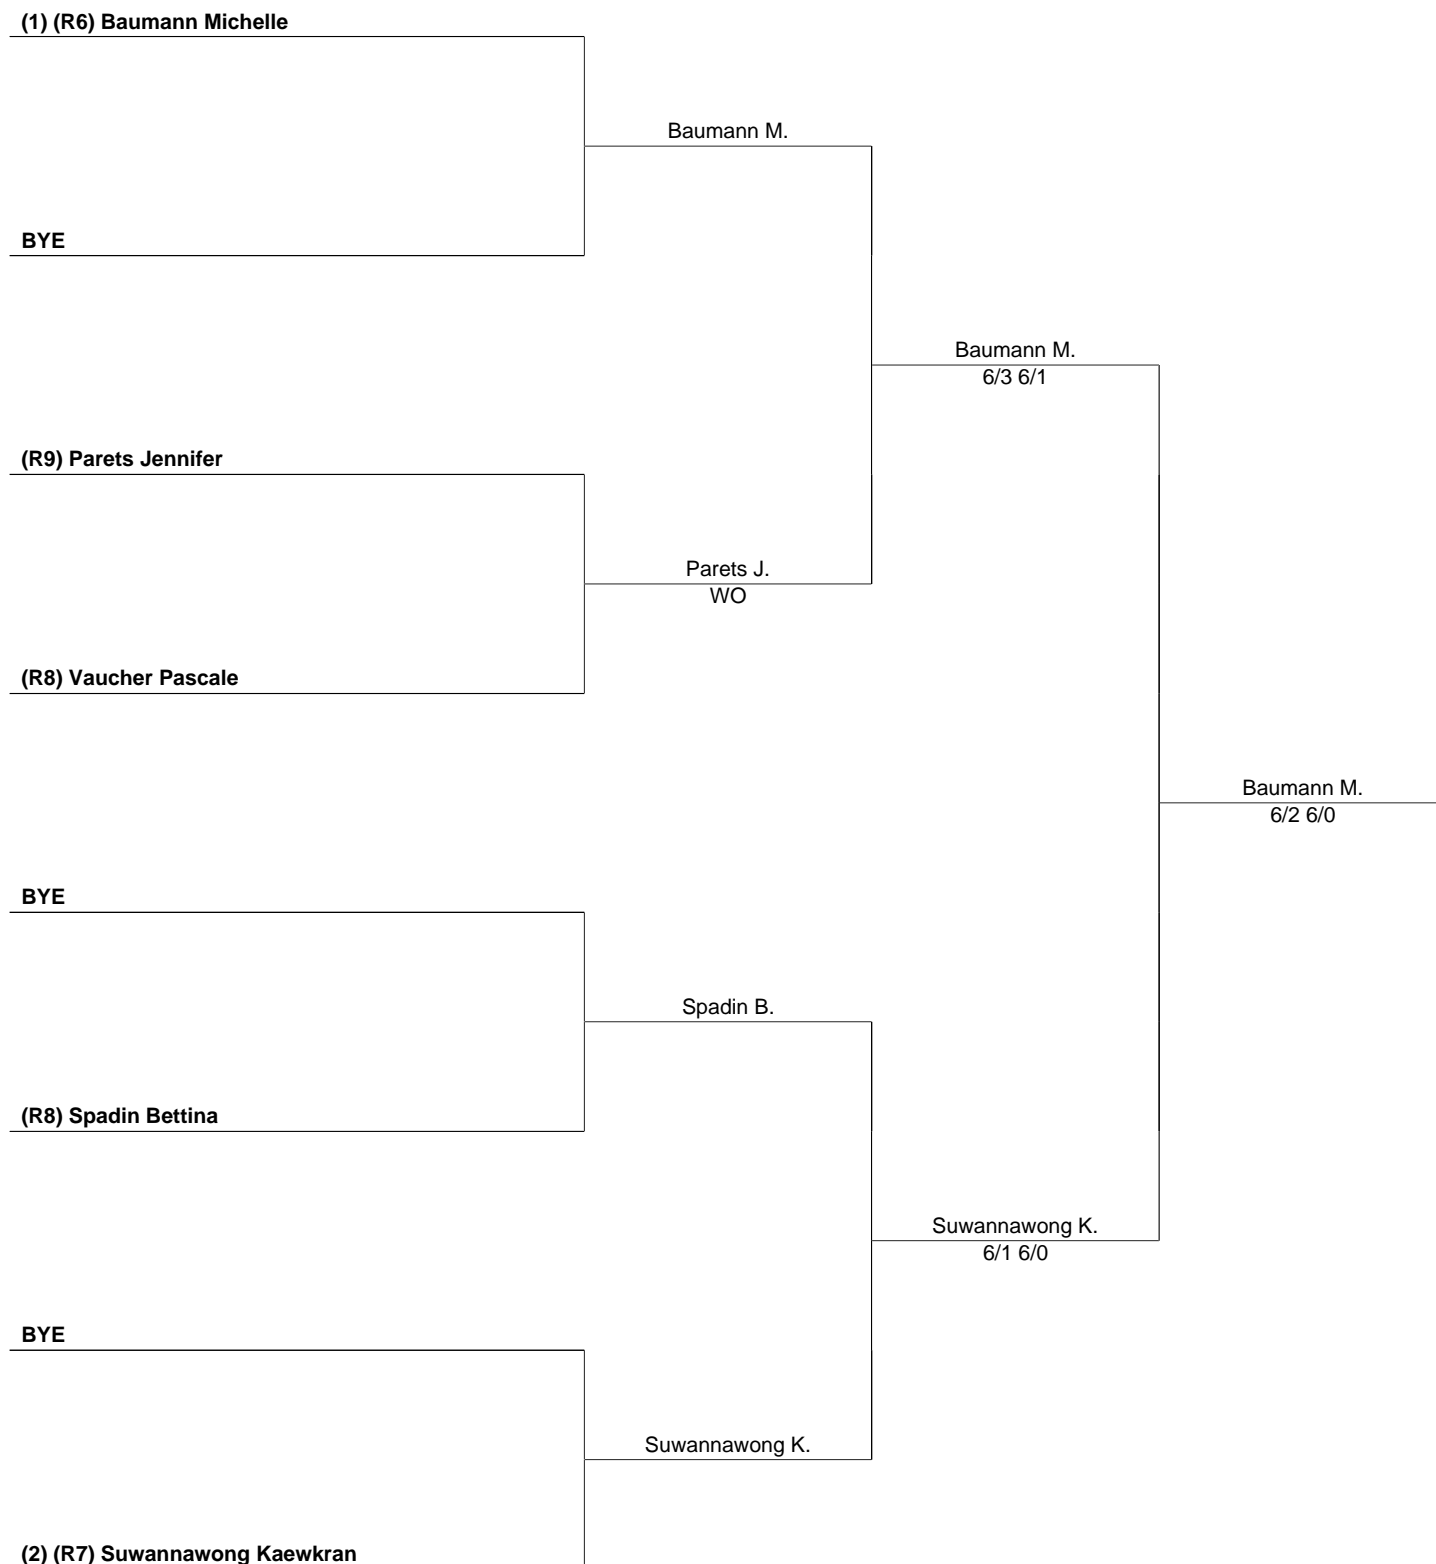 (1) (R6) Baumann Michelle
Baumann M.
BYE
Baumann M.
6/3 6/1
(R9) Parets Jennifer
Parets J.
WO
(R8) Vaucher Pascale
Baumann M.
6/2 6/0
BYE
Spadin B.
(R8) Spadin Bettina
Suwannawong K.
6/1 6/0
BYE
Suwannawong K.
(2) (R7) Suwannawong Kaewkran